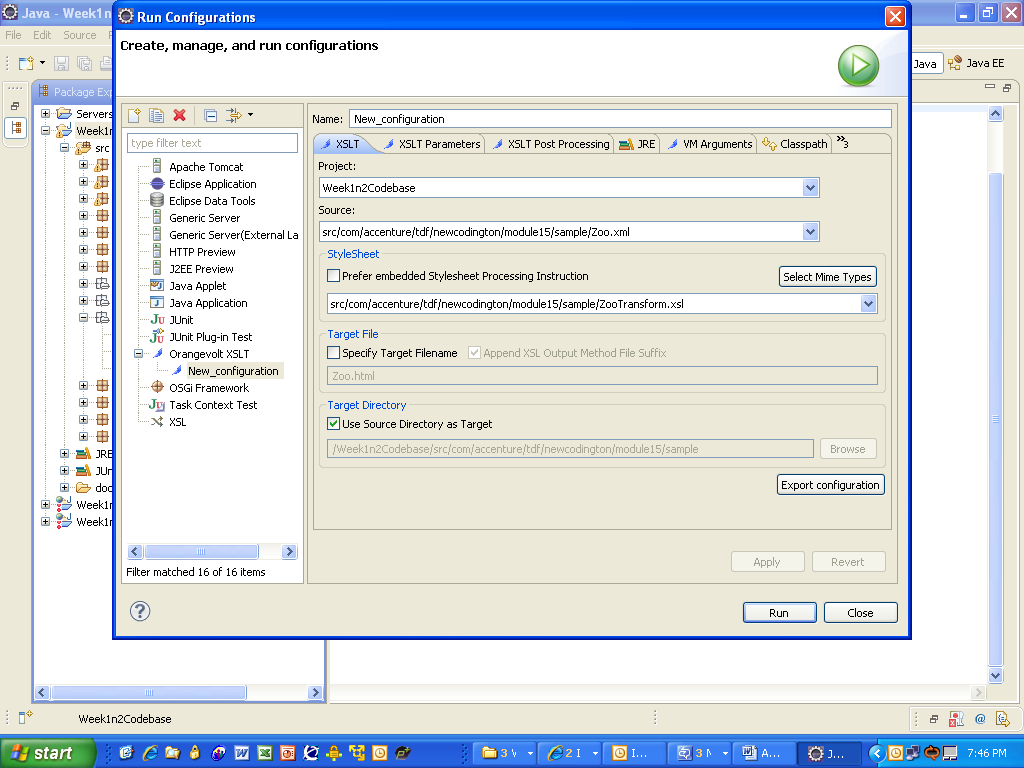 Java - Week1n
Run Configurations
File Edit Source
Create, manage, and run configurations
Java
Java EE
Package Exp
Servers
Week1n
src
JRE
JUn
doc
Week1n
Week1n
type filter text
Apache Tomcat
Eclipse Application
Eclipse Data Tools
Generic Server
Generic Server(External La
HTTP Preview
J2EE Preview
Java Applet
Java Application
JUnit
JUnit Plug-in Test
Orangevolt XSLT
New_configuration
OSGi Framework
Task Context Test
XSL
Filter matched 16 of 16 items
Name: New_configuration
XSLT XSLT Parameters XSLT Post Processing JRE VM Arguments Classpath »3
Project:
Week1n2Codebase
Source:
src/com/accenture/tdf/newcodington/module15/sample/Zoo.xml
StyleSheet
Prefer embedded Stylesheet Processing Instruction
Select Mime Types
src/com/accenture/tdf/newcodington/module15/sample/ZooTransform.xsl
Target File
Specify Target Filename Append XSL Output Method File Suffix
Zoo.html
Target Directory
Use Source Directory as Target
/Week1n2Codebase/src/com/accenture/tdf/newcodington/module15/sample
Browse
Export configuration
Apply Revert
Run Close
Week1n2Codebase
start
3
2 I
I...
3
A...
J...
7:46 PM